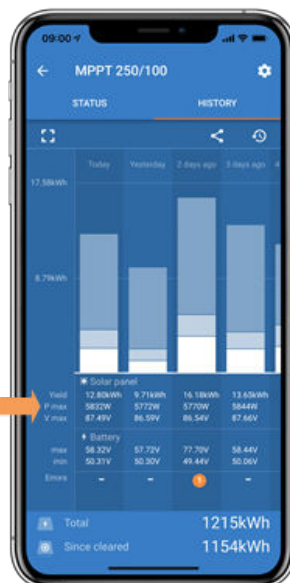 09:00
MPPT 250/100
STATUS HISTORY
Today Yesterday 2 days ago 3 days ago 4
17.58kWh
8.79kWh
Solar panel
Yield 12.80kWh 9.71kWh 16.18kWh 13.65kWh
P max 5832W 5772W 5770W 5844W
V max 87.49V 86.59V 86.54V 87.66V
Battery
max 58.32V 57.72V 77.70V 58.44V
min 50.31V 50.30V 49.44V 50.06V
Errors - - 1 -
Total 1215kWh
Since cleared 1154kWh